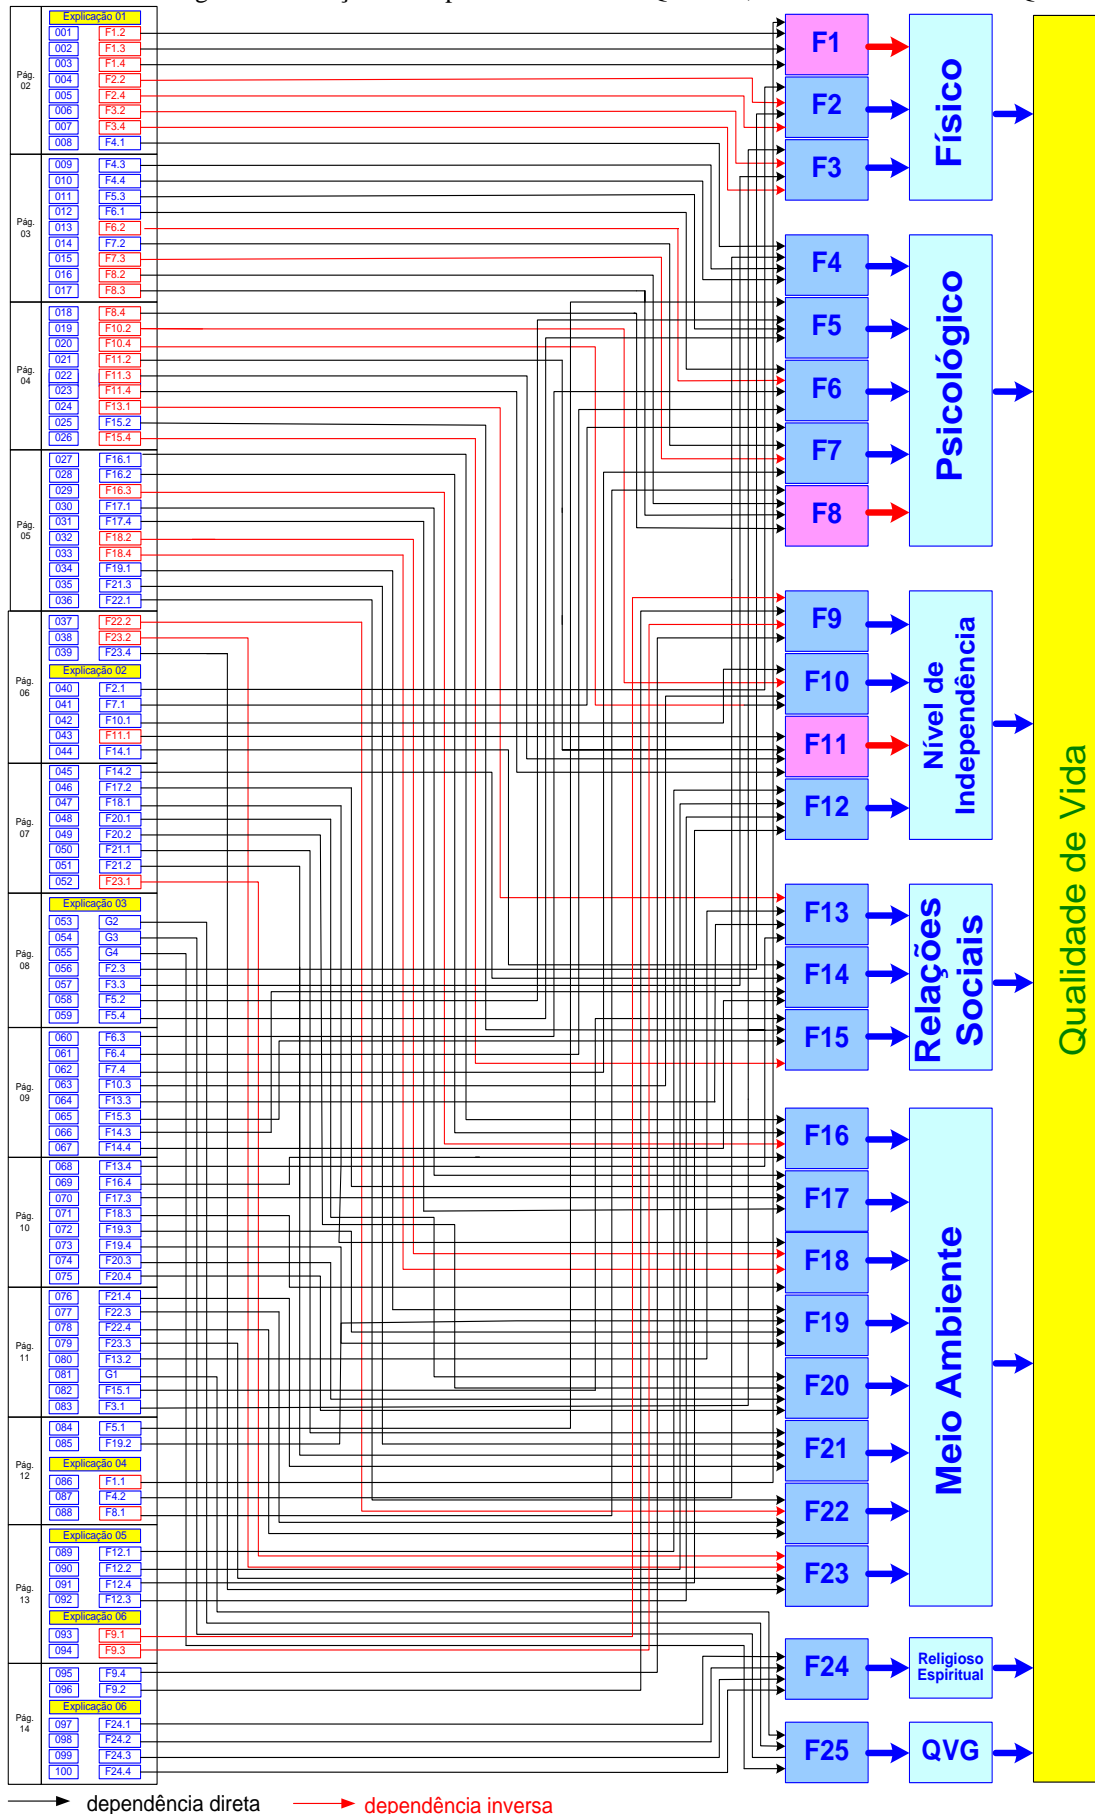 Explicação 01
Pág. 02
001 F1.2
002 F1.3
003 F1.4
004 F2.2
005 F2.4
006 F3.2
007 F3.4
008 F4.1
Pág. 03
009 F4.3
010 F4.4
011 F5.3
012 F6.1
013 F6.2
014 F7.2
015 F7.3
016 F8.2
017 F8.3
Pág. 04
018 F8.4
019 F10.2
020 F10.4
021 F11.2
022 F11.3
023 F11.4
024 F13.1
025 F15.2
026 F15.4
Pág. 05
027 F16.1
028 F16.2
029 F16.3
030 F17.1
031 F17.4
032 F18.2
033 F18.4
034 F19.1
035 F21.3
036 F22.1
Pág. 06
037 F22.2
038 F23.2
039 F23.4
Explicação 02
040 F2.1
041 F7.1
042 F10.1
043 F11.1
044 F14.1
Pág. 07
045 F14.2
046 F17.2
047 F18.1
048 F20.1
049 F20.2
050 F21.1
051 F21.2
052 F23.1
Explicação 03
Pág. 08
053 G2
054 G3
055 G4
056 F2.3
057 F3.3
058 F5.2
059 F5.4
Pág. 09
060 F6.3
061 F6.4
062 F7.4
063 F10.3
064 F13.3
065 F15.3
066 F14.3
067 F14.4
Pág. 10
068 F13.4
069 F16.4
070 F17.3
071 F18.3
072 F19.3
073 F19.4
074 F20.3
075 F20.4
Pág. 11
076 F21.4
077 F22.3
078 F22.4
079 F23.3
080 F13.2
081 G1
082 F15.1
083 F3.1
Pág. 12
084 F5.1
085 F19.2
Explicação 04
086 F1.1
087 F4.2
088 F8.1
Explicação 05
Pág. 13
089 F12.1
090 F12.2
091 F12.4
092 F12.3
Explicação 06
093 F9.1
094 F9.3
Pág. 14
095 F9.4
096 F9.2
Explicação 06
097 F24.1
098 F24.2
099 F24.3
100 F24.4
F1
F2
F3
F4
F5
F6
F7
F8
F9
F10
F11
F12
F13
F14
F15
F16
F17
F18
F19
F20
F21
F22
F23
F24
F25
Físico
Psicológico
Nível de
Independência
Relações
Sociais
Meio Ambiente
Religioso
Espiritual
QVG
Qualidade de Vida
dependência direta
dependência inversa